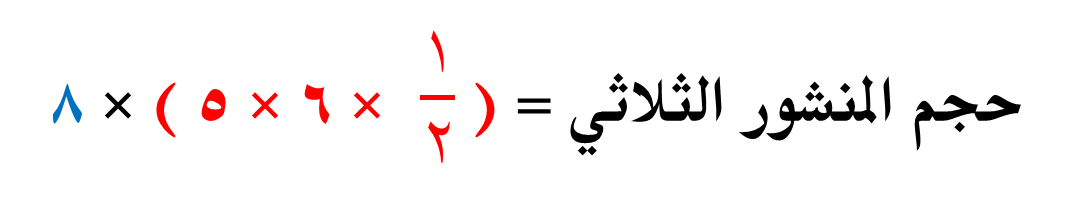 حجم المنشور الثلاثي = ( ١/٢ × ٦ × ٥ ) × ٨